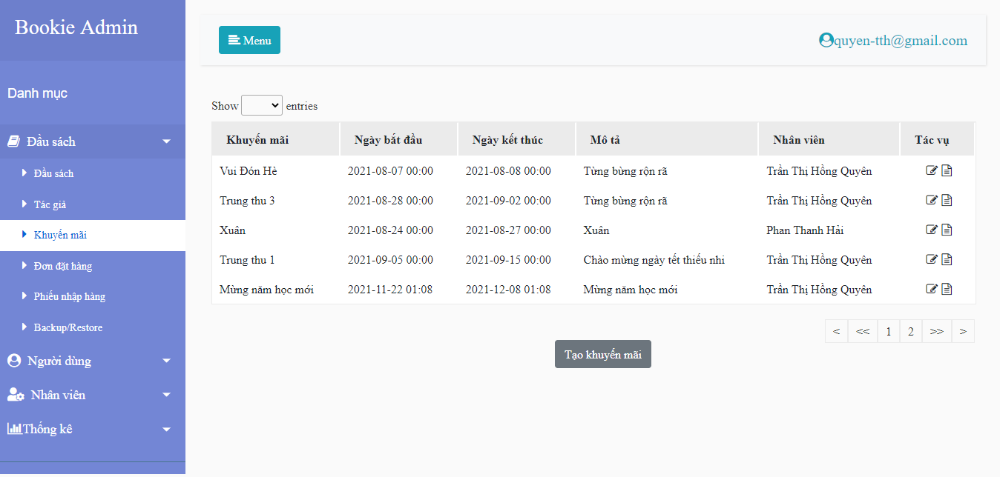 Bookie Admin
Menu
quyen-tth@gmail.com
Danh mục
Đầu sách
Đầu sách
Tác giả
Khuyến mãi
Đơn đặt hàng
Phiếu nhập hàng
Backup/Restore
Người dùng
Nhân viên
Thống kê
Show entries
Khuyến mãi Ngày bắt đầu Ngày kết thúc Mô tả Nhân viên Tác vụ
Vui Đón Hè 2021-08-07 00:00 2021-08-08 00:00 Từng bừng rộn rã Trần Thị Hồng Quyên
Trung thu 3 2021-08-28 00:00 2021-09-02 00:00 Từng bừng rộn rã Trần Thị Hồng Quyên
Xuân 2021-08-24 00:00 2021-08-27 00:00 Xuân Phan Thanh Hải
Trung thu 1 2021-09-05 00:00 2021-09-15 00:00 Chào mừng ngày tết thiếu nhi Trần Thị Hồng Quyên
Mừng năm học mới 2021-11-22 01:08 2021-12-08 01:08 Mừng năm học mới Trần Thị Hồng Quyên
< << 1 2 >> >
Tạo khuyến mãi